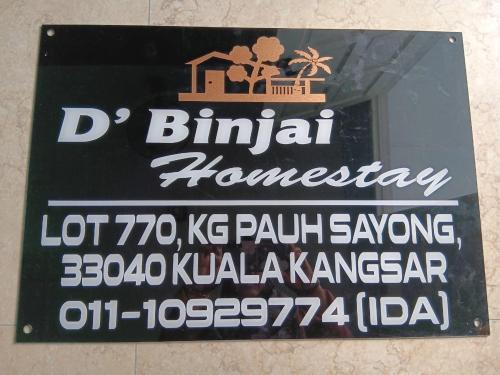 D' Binjai
Homestay
LOT 770, KG PAUH SAYONG,
33040 KUALA KANGSAR
011-10929774 (IDA)